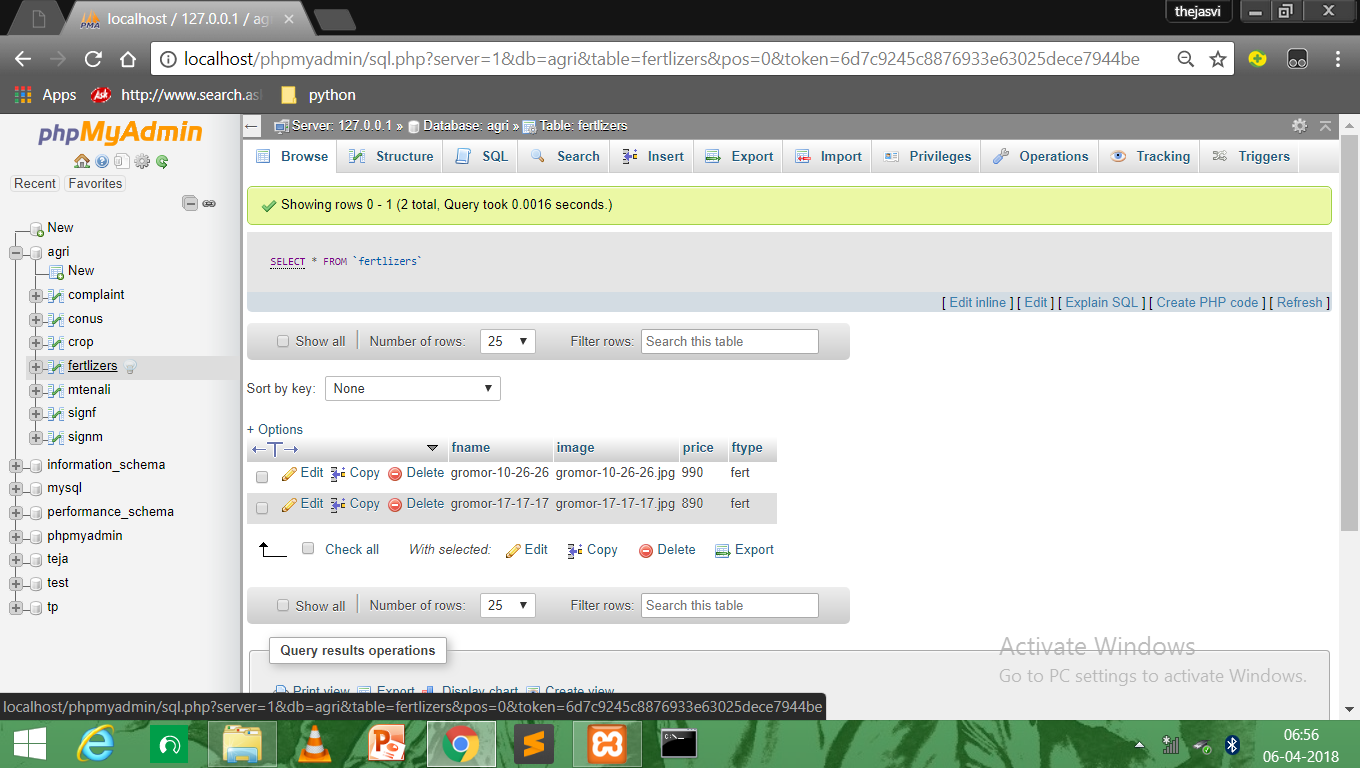 localhost / 127.0.0.1 / ag
thejasvi
localhost/phpmyadmin/sql.php?server=1&db=agri&table=fertlizers&pos=0&token=6d7c9245c8876933e63025dece7944be
Apps
Ask
http://www.search.as
python
phpMyAdmin
Recent
Favorites
New
agri
New
complaint
conus
crop
fertlizers
mtenali
signf
signm
information_schema
mysql
performance_schema
phpmyadmin
teja
test
tp
Server: 127.0.0.1 » Database: agri » Table: fertlizers
Browse Structure SQL Search Insert Export Import Privileges Operations Tracking Triggers
Showing rows 0 - 1 (2 total, Query took 0.0016 seconds.)
SELECT * FROM `fertlizers`
[ Edit inline ] [ Edit ] [ Explain SQL ] [ Create PHP code ] [ Refresh ]
Show all Number of rows: 25 Filter rows: Search this table
Sort by key: None
+ Options
fname image price ftype
Edit Copy Delete gromor-10-26-26 gromor-10-26-26.jpg 990 fert
Edit Copy Delete gromor-17-17-17 gromor-17-17-17.jpg 890 fert
Check all With selected: Edit Copy Delete Export
Show all Number of rows: 25 Filter rows: Search this table
Query results operations
Print view Export Display chart Create view
Activate Windows
Go to PC settings to activate Windows.
localhost/phpmyadmin/sql.php?server=1&db=agri&table=fertlizers&pos=0&token=6d7c9245c8876933e63025dece7944be
06:56
06-04-2018